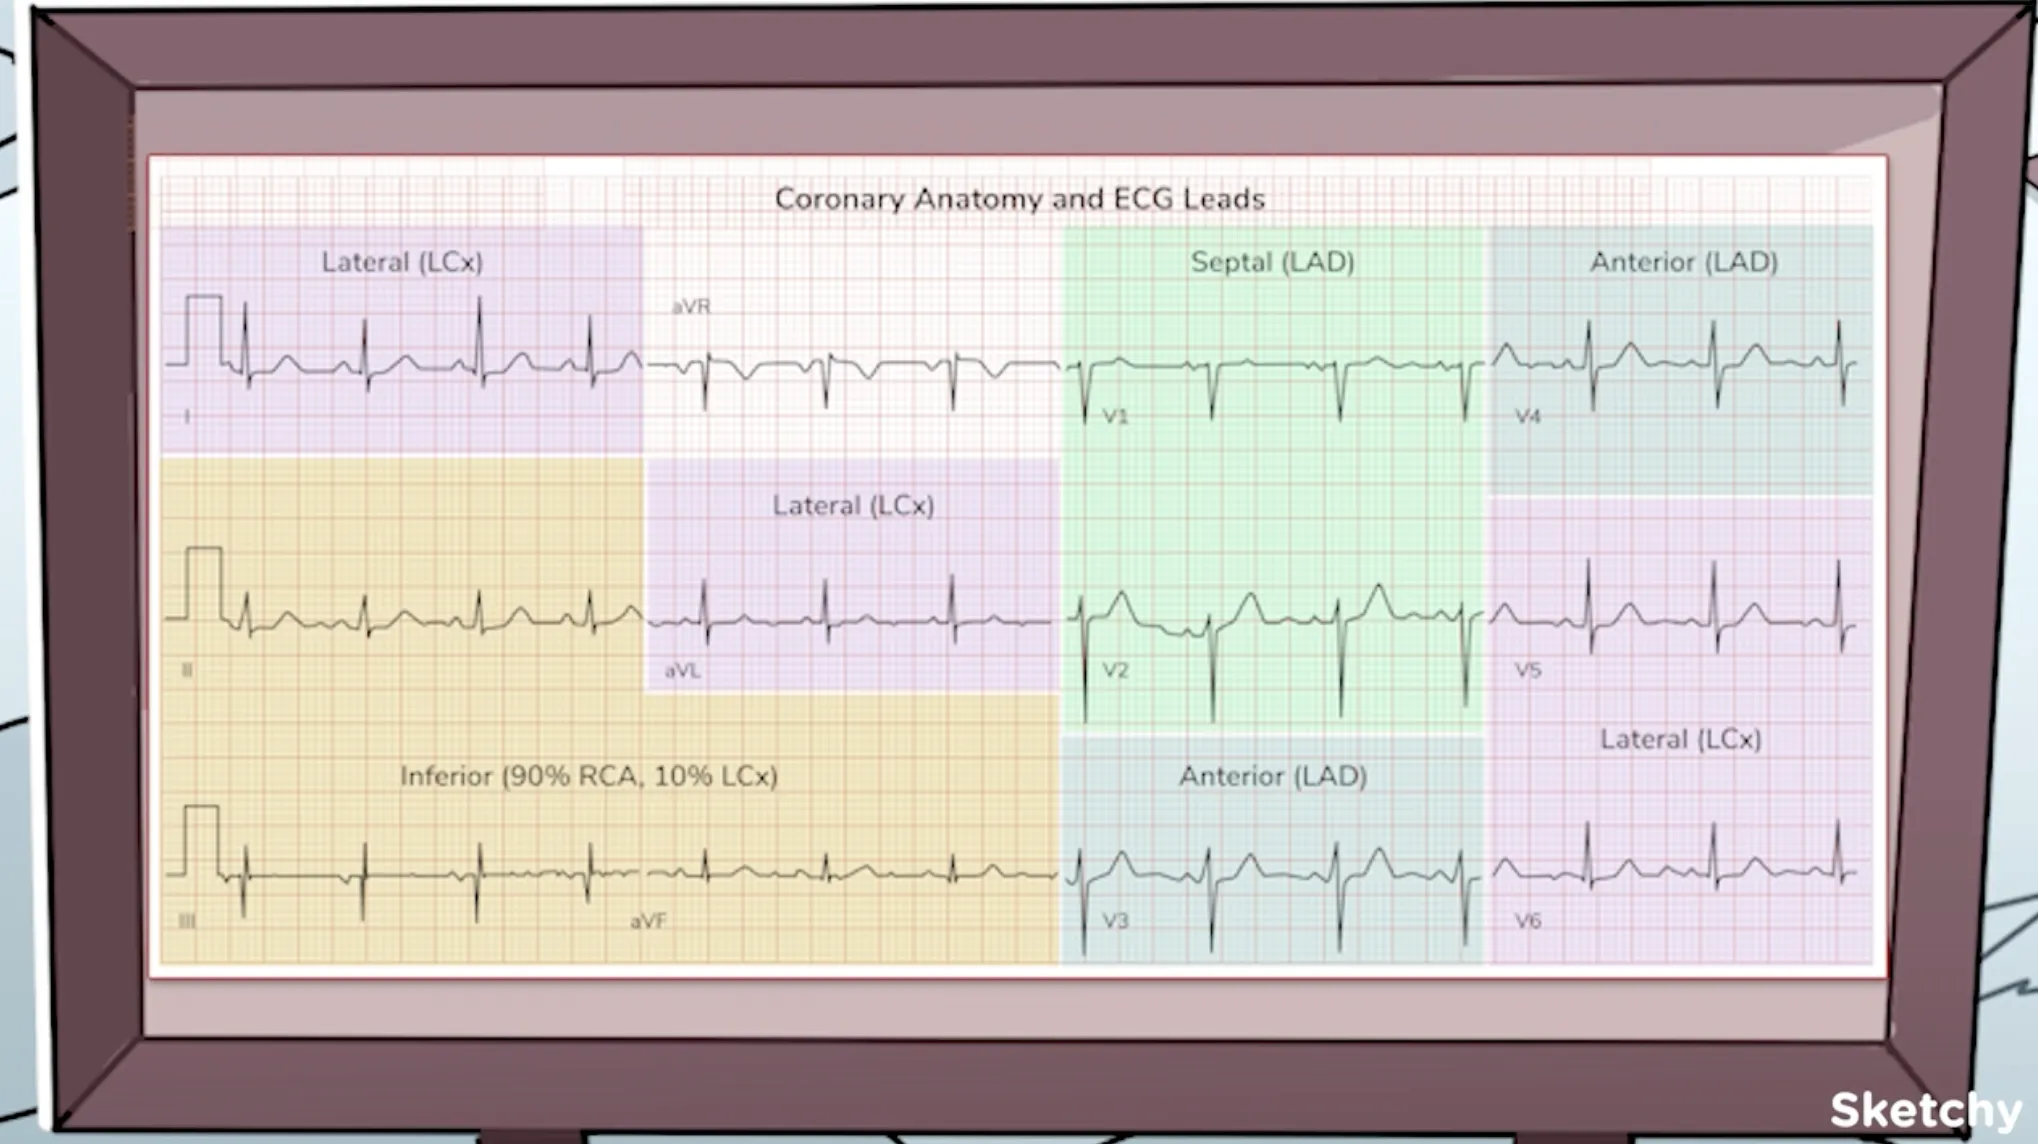 Coronary Anatomy and ECG Leads
Lateral (LCx)
Septal (LAD)
Anterior (LAD)
aVR
I
V1
V4
Lateral (LCx)
II
aVL
V2
V5
Lateral (LCx)
Inferior (90% RCA, 10% LCx)
Anterior (LAD)
III
aVF
V3
V6
Sketchy